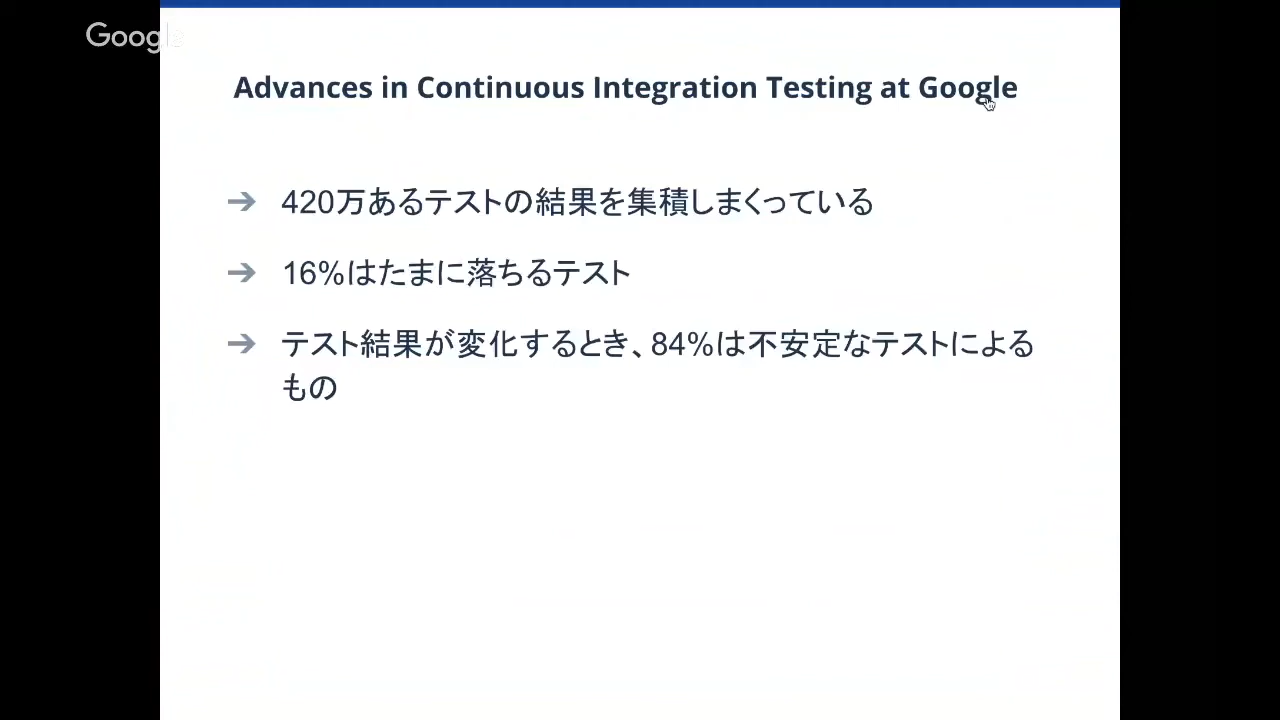 Google
Advances in Continuous Integration Testing at Google
➔ 420万あるテストの結果を集積しまくっている
➔ 16%はたまに落ちるテスト
➔ テスト結果が変化するとき、84%は不安定なテストによる
もの